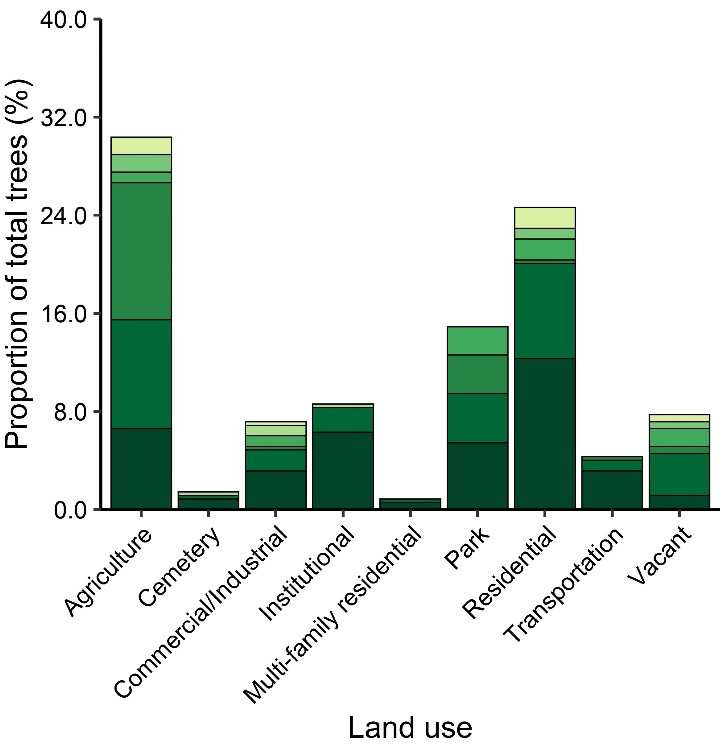 Proportion of total trees (%)
40.0
32.0
24.0
16.0
8.0
0.0
Agriculture
Cemetery
Commercial/Industrial
Institutional
Multi-family residential
Park
Residential
Transportation
Vacant
Land use